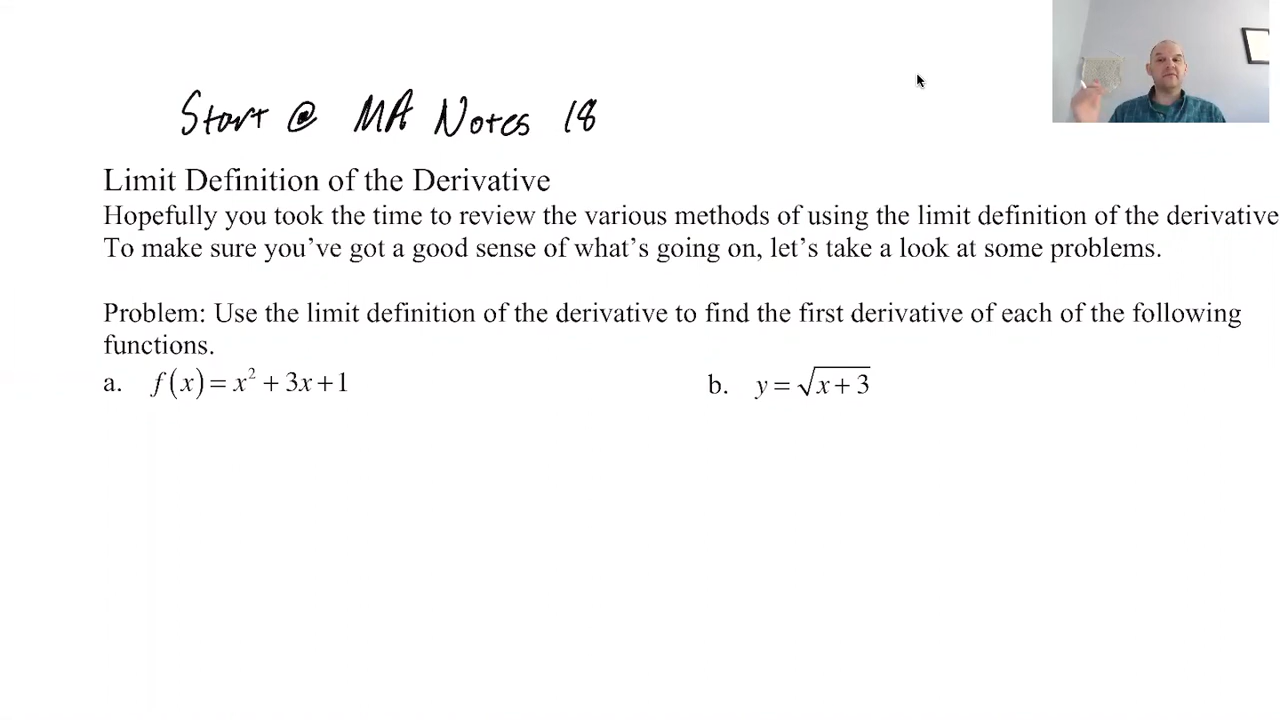 Start @ MA Notes 18
Limit Definition of the Derivative
Hopefully you took the time to review the various methods of using the limit definition of the derivative
To make sure you've got a good sense of what's going on, let's take a look at some problems.
Problem: Use the limit definition of the derivative to find the first derivative of each of the following
functions.
a. f(x) = x² + 3x + 1
b. y = √(x + 3)